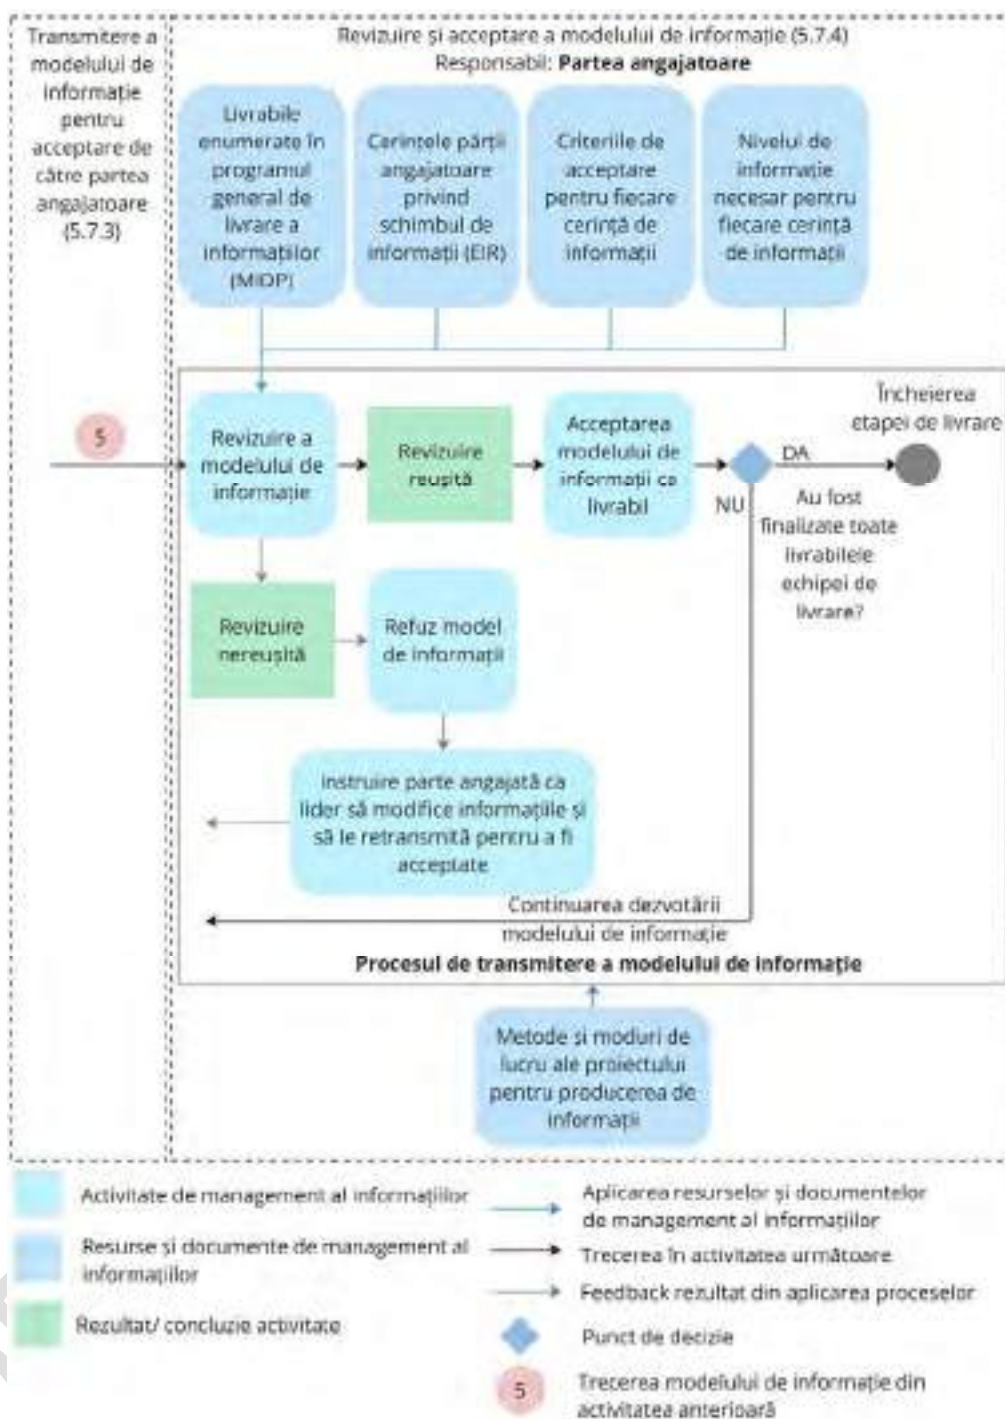 Transmitere a
modelului de
informație
pentru
acceptare de
către partea
angajatoare
(5.7.3)
Revizuire și acceptare a modelului de informație (5.7.4)
Responsabil: Partea angajatoare
Livrabile
enumerate în
programul
general de
livrare a
informațiilor
(MIDP)
Cerințele părții
angajatoare
privind
schimbul de
informații (EIR)
Criteriile de
acceptare
pentru fiecare
cerință de
informații
Nivelul de
informație
necesar pentru
fiecare cerință
de informații
5
Revizuire a
modelului de
informație
Revizuire
reușită
Acceptarea
modelului de
informații ca
livrabil
DA
NU
Încheierea
etapei de livrare
Au fost
finalizate toate
livrabilele
echipei de
livrare?
Revizuire
nereușită
Refuz model
de informații
Instruire parte angajată ca
lider să modifice informațiile și
să le retransmită pentru a fi
acceptate
Continuarea dezvotării
modelului de informație
Procesul de transmitere a modelului de informație
Metode și moduri de
lucru ale proiectului
pentru producerea de
informații
Activitate de management al informațiilor
Resurse și documente de management al
informațiilor
Rezultat/ concluzie activitate
Aplicarea resurselor și documentelor
de management al informațiilor
Trecerea în activitatea următoare
Feedback rezultat din aplicarea proceselor
Punct de decizie
5
Trecerea modelului de informație din
activitatea anterioară